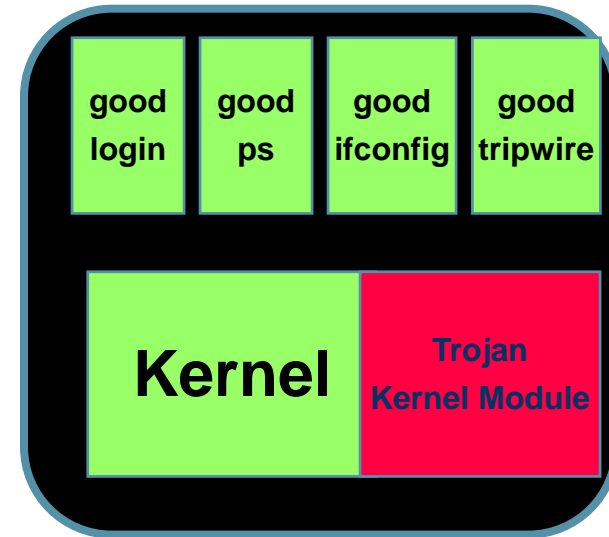 good
login
good
ps
good
ifconfig
good
tripwire
Kernel
Trojan
Kernel Module